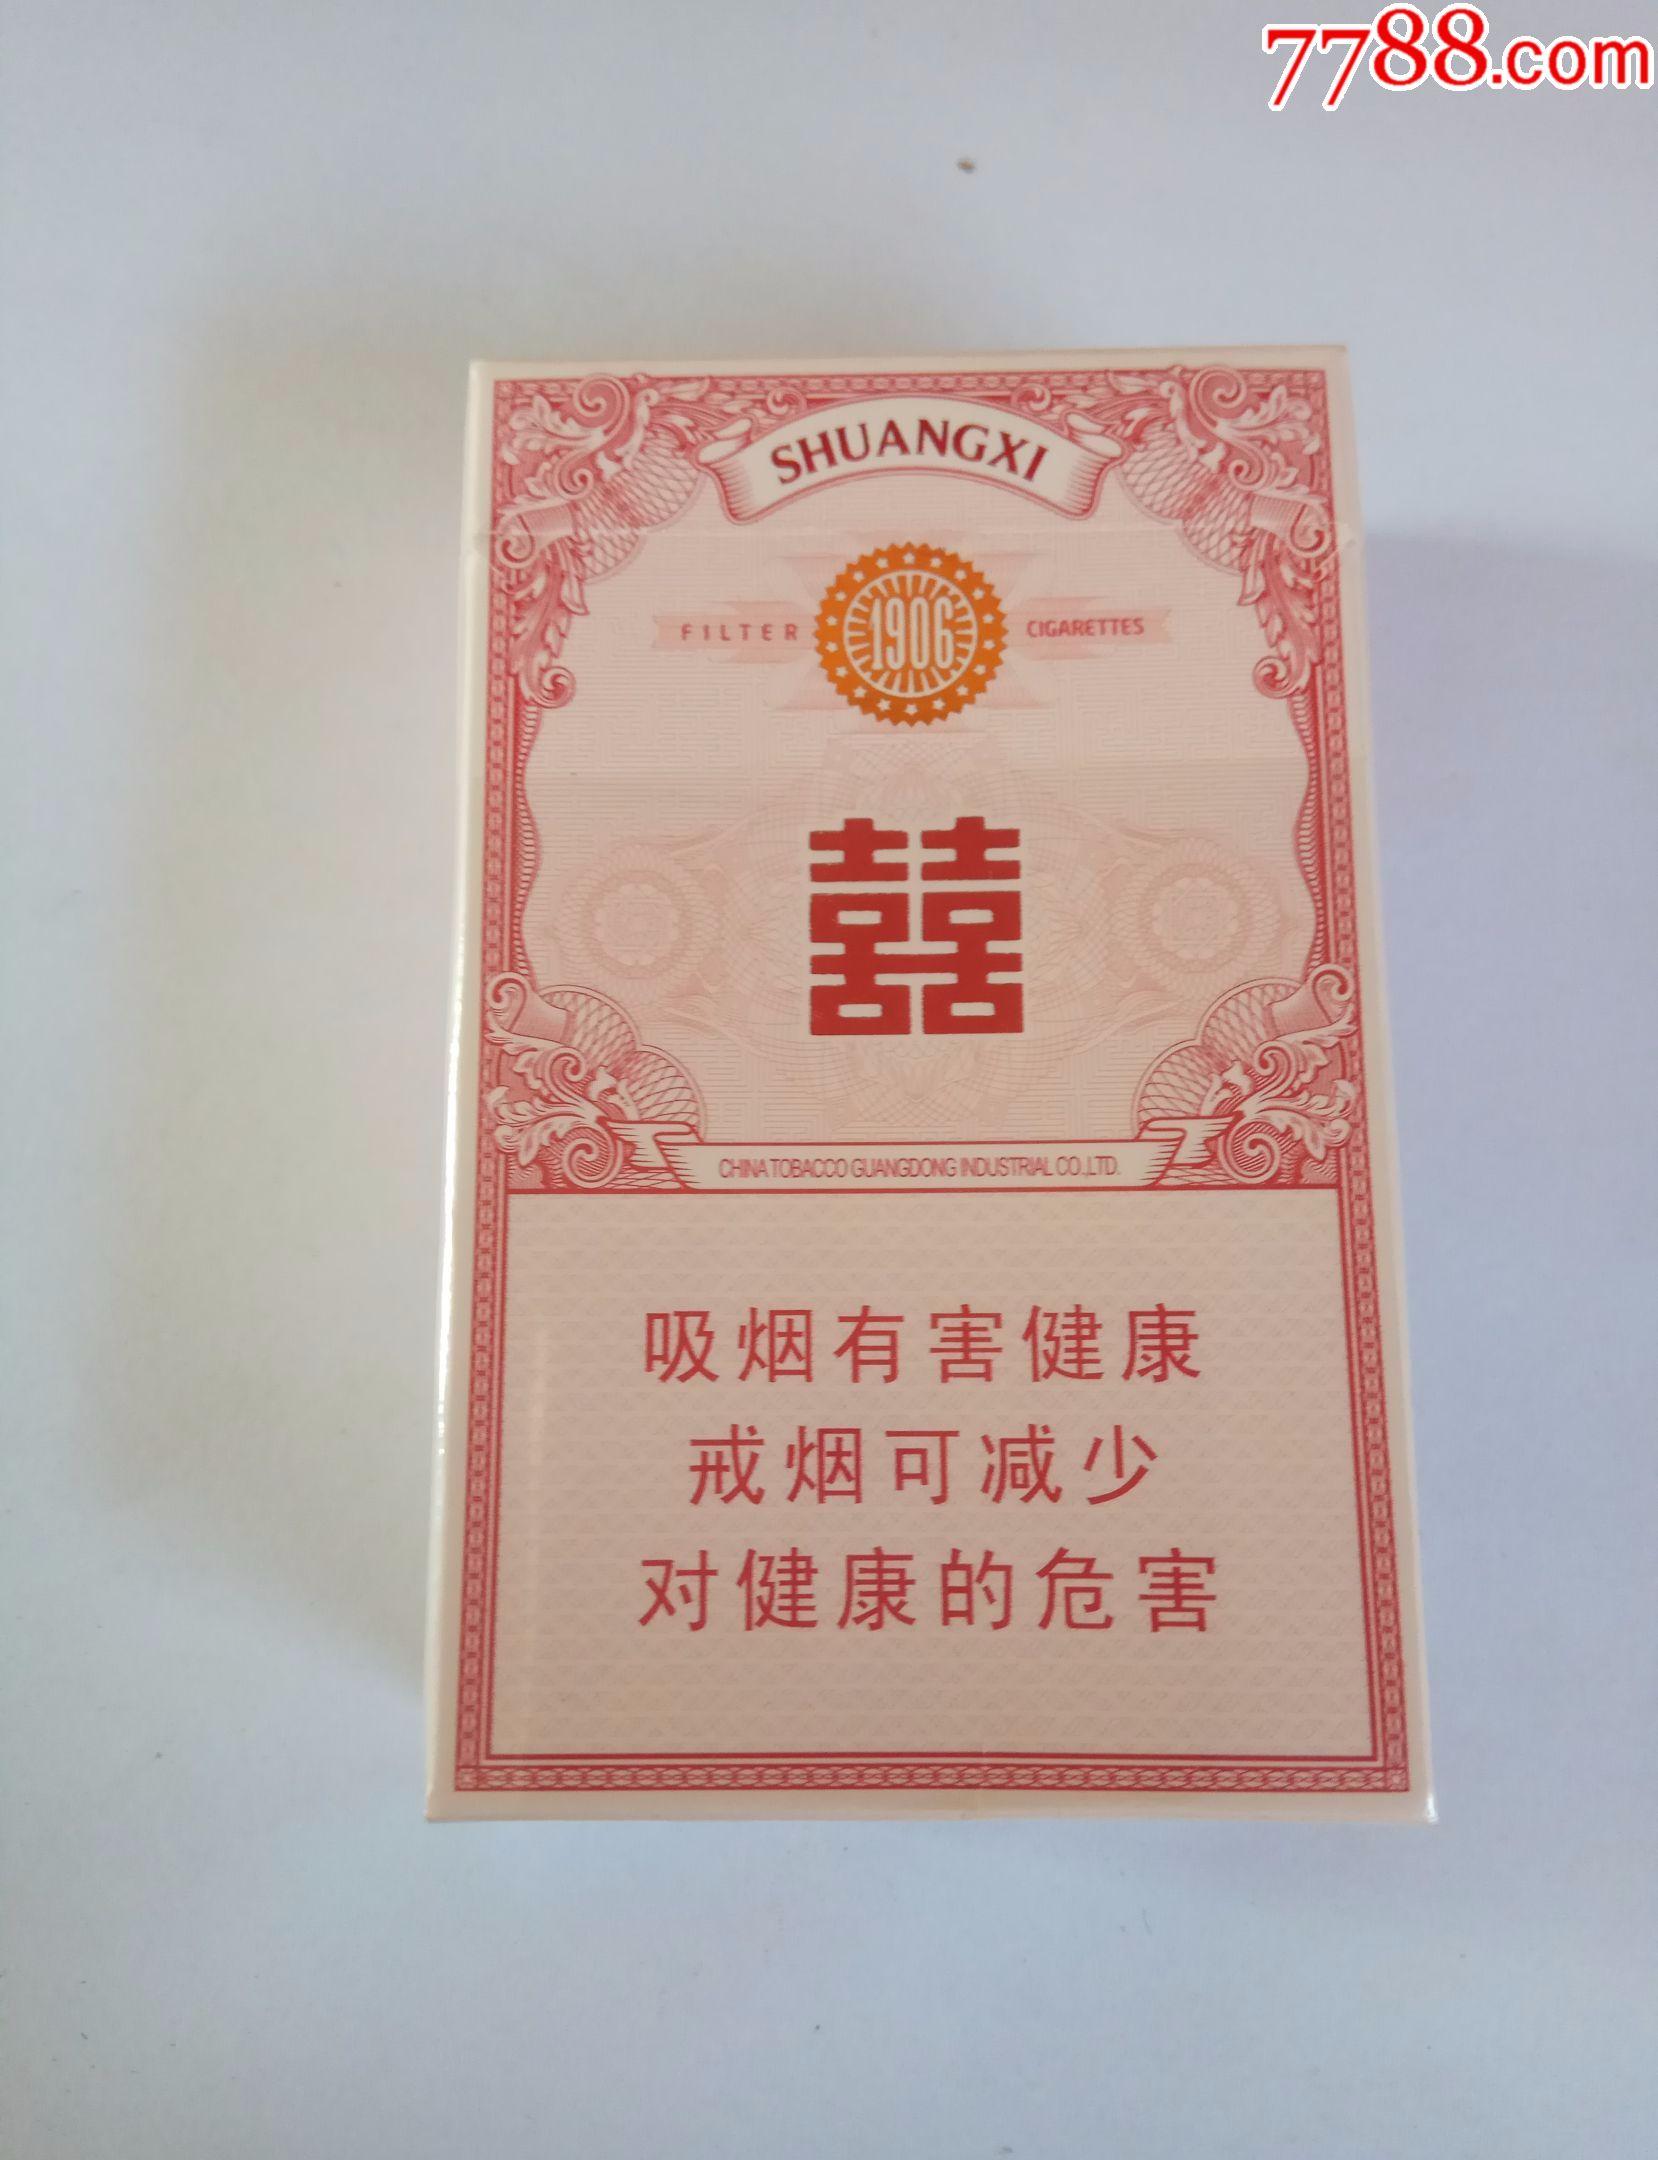 7788.com
SHUANGXI
FILTER 1906 CIGARETTES
囍
CHINA TOBACCO GUANGDONG INDUSTRIAL CO.,LTD.
吸烟有害健康
戒烟可减少
对健康的危害